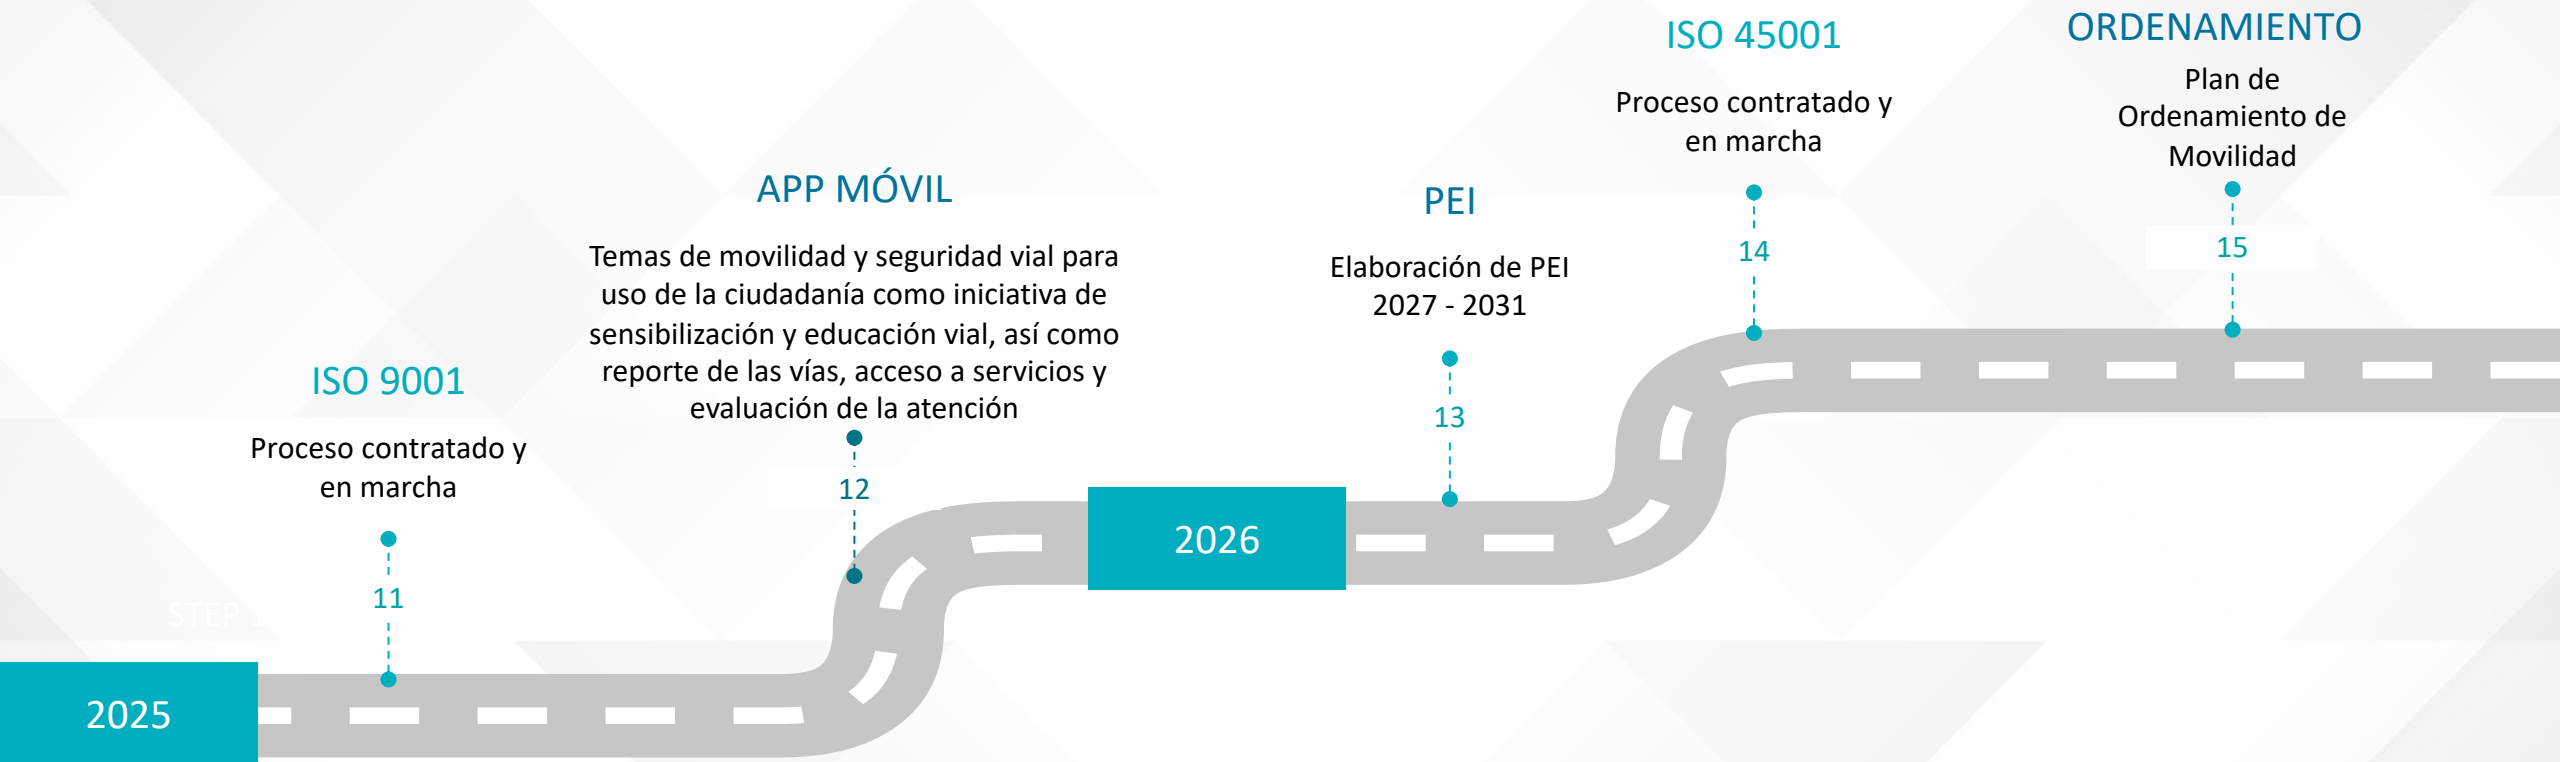 2025
ISO 9001
Proceso contratado y
en marcha
11
STEP
APP MÓVIL
Temas de movilidad y seguridad vial para
uso de la ciudadanía como iniciativa de
sensibilización y educación vial, así como
reporte de las vías, acceso a servicios y
evaluación de la atención
12
2026
PEI
Elaboración de PEI
2027 - 2031
13
ISO 45001
Proceso contratado y
en marcha
14
ORDENAMIENTO
Plan de
Ordenamiento de
Movilidad
15